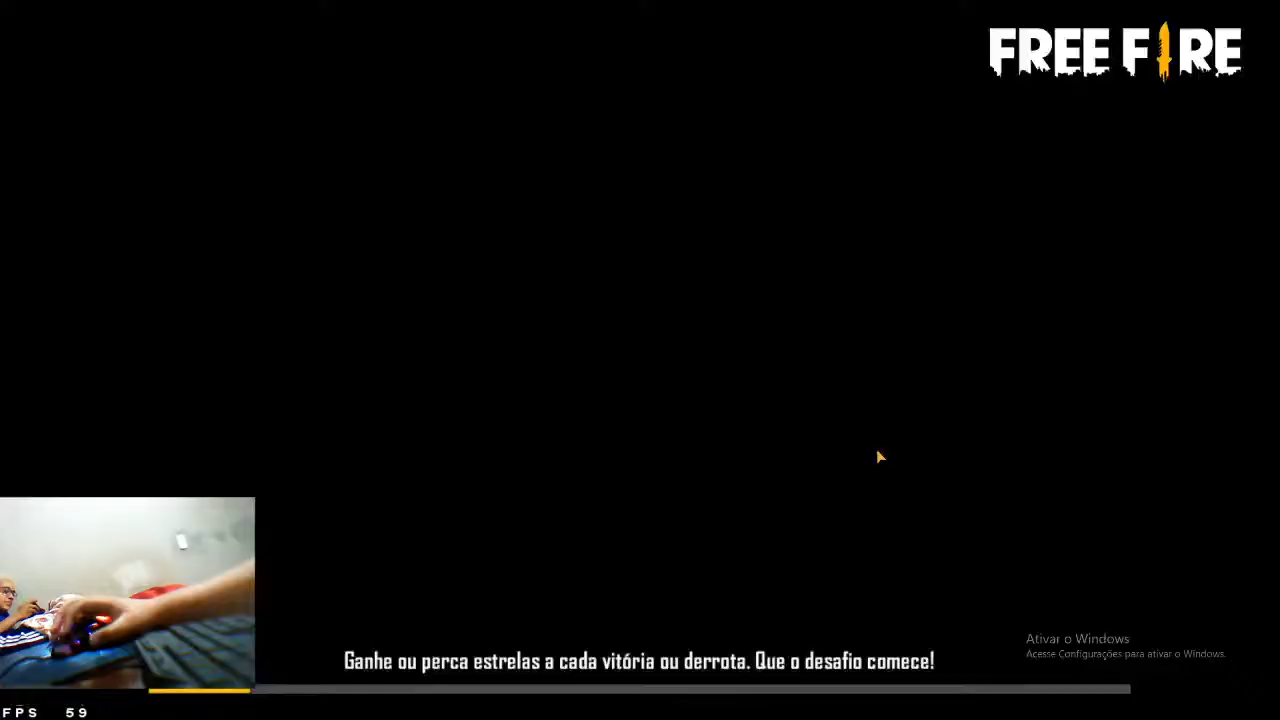 FREE FIRE
Ativar o Windows
Acesse Configurações para ativar o Windows.
Ganhe ou perca estrelas a cada vitória ou derrota. Que o desafio comece!
FPS 59